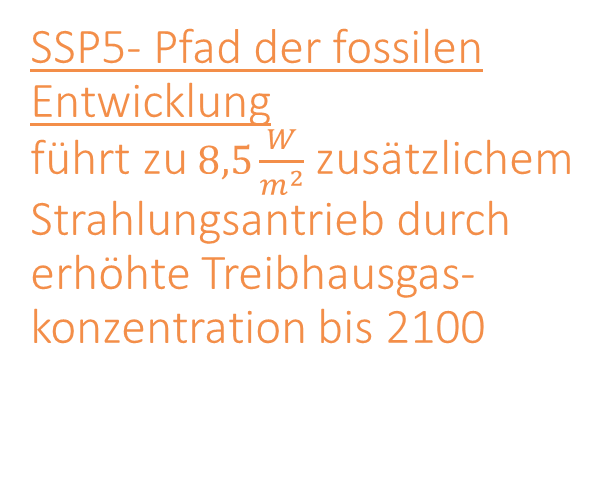 SSP5- Pfad der fossilen
Entwicklung
führt zu 8,5 W/m² zusätzlichem
Strahlungsantrieb durch
erhöhte Treibhausgas-
konzentration bis 2100